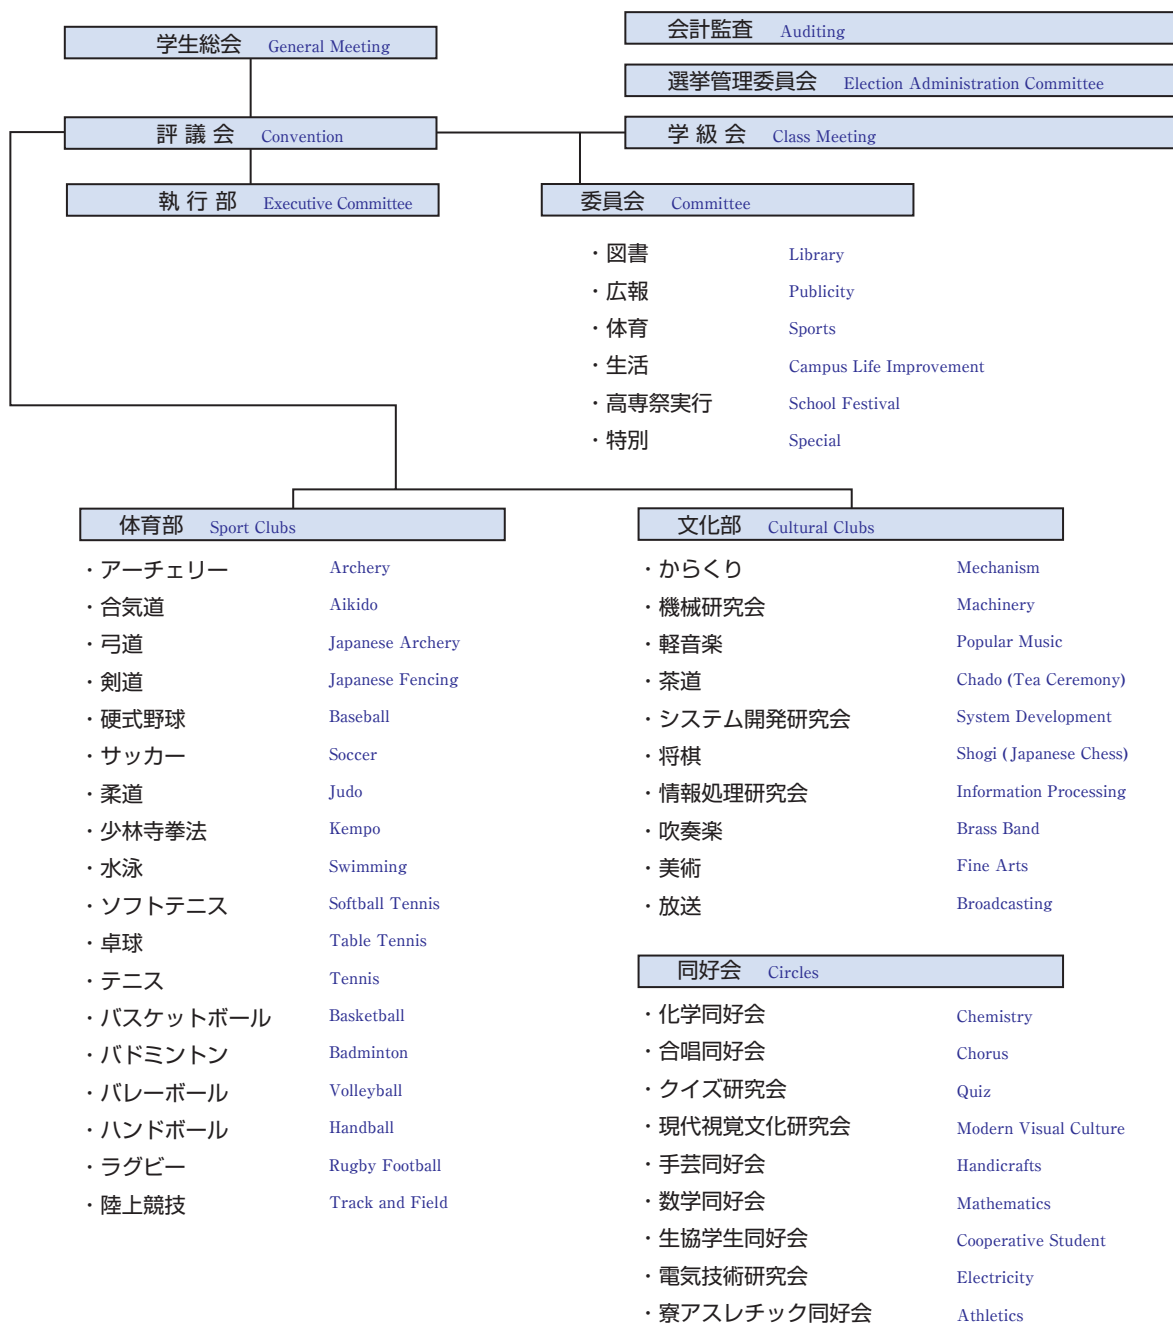 学生総会 General Meeting
会計監査 Auditing
選挙管理委員会 Election Administration Committee
評 議 会 Convention
学 級 会 Class Meeting
執 行 部 Executive Committee
委員会 Committee
・図書 Library
・広報 Publicity
・体育 Sports
・生活 Campus Life Improvement
・高専祭実行 School Festival
・特別 Special
体育部 Sport Clubs
・アーチェリー Archery
・合気道 Aikido
・弓道 Japanese Archery
・剣道 Japanese Fencing
・硬式野球 Baseball
・サッカー Soccer
・柔道 Judo
・少林寺拳法 Kempo
・水泳 Swimming
・ソフトテニス Softball Tennis
・卓球 Table Tennis
・テニス Tennis
・バスケットボール Basketball
・バドミントン Badminton
・バレーボール Volleyball
・ハンドボール Handball
・ラグビー Rugby Football
・陸上競技 Track and Field
文化部 Cultural Clubs
・からくり Mechanism
・機械研究会 Machinery
・軽音楽 Popular Music
・茶道 Chado (Tea Ceremony)
・システム開発研究会 System Development
・将棋 Shogi (Japanese Chess)
・情報処理研究会 Information Processing
・吹奏楽 Brass Band
・美術 Fine Arts
・放送 Broadcasting
同好会 Circles
・化学同好会 Chemistry
・合唱同好会 Chorus
・クイズ研究会 Quiz
・現代視覚文化研究会 Modern Visual Culture
・手芸同好会 Handicrafts
・数学同好会 Mathematics
・生協学生同好会 Cooperative Student
・電気技術研究会 Electricity
・寮アスレチック同好会 Athletics